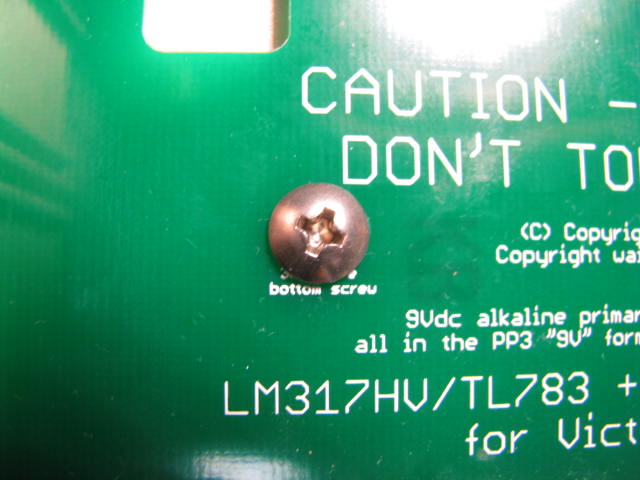 CAUTION -
DON'T TO
bottom screw
(C) Copyrig
Copyright wai
9Vdc alkaline primar
all in the PP3 "9V" form
LM317HV/TL783 +
for Vict